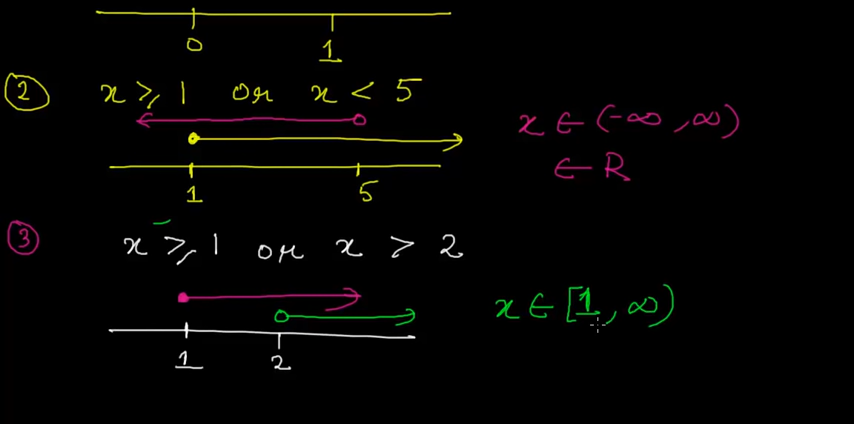 0 1
② x ≥ 1 or x < 5
x ∈ (-∞, ∞)
∈ R
1 5
③ x ≥ 1 or x > 2
x ∈ [1, ∞)
1 2